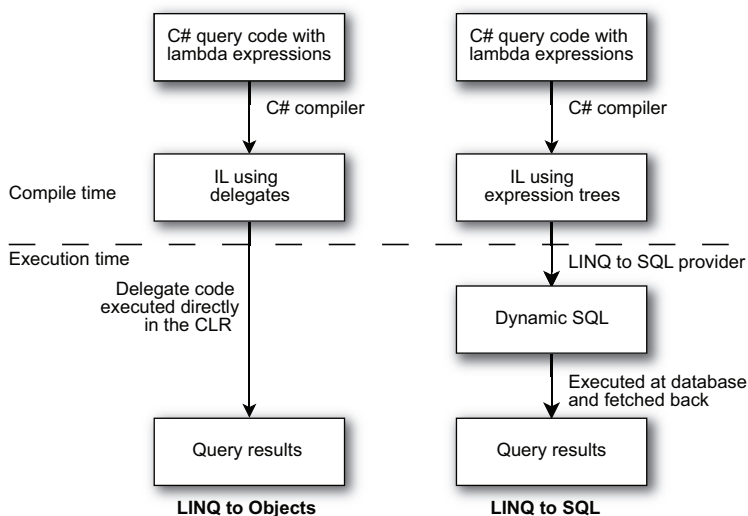 C# query code with
lambda expressions
C# query code with
lambda expressions
C# compiler
C# compiler
Compile time
IL using
delegates
IL using
expression trees
Execution time
LINQ to SQL provider
Delegate code
executed directly
in the CLR
Dynamic SQL
Executed at database
and fetched back
Query results
Query results
LINQ to Objects
LINQ to SQL